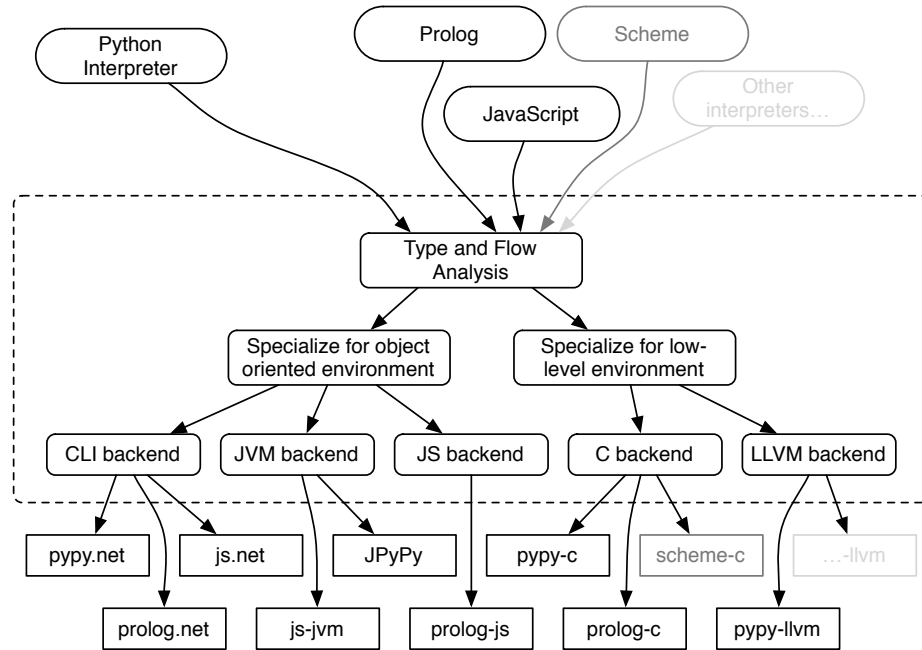 Python
Interpreter
Prolog
Scheme
Other
interpreters...
JavaScript
Type and Flow
Analysis
Specialize for object
oriented environment
Specialize for low-
level environment
CLI backend
JVM backend
JS backend
C backend
LLVM backend
pypy.net
js.net
JPyPy
pypy-c
scheme-c
...-llvm
prolog.net
js-jvm
prolog-js
prolog-c
pypy-llvm